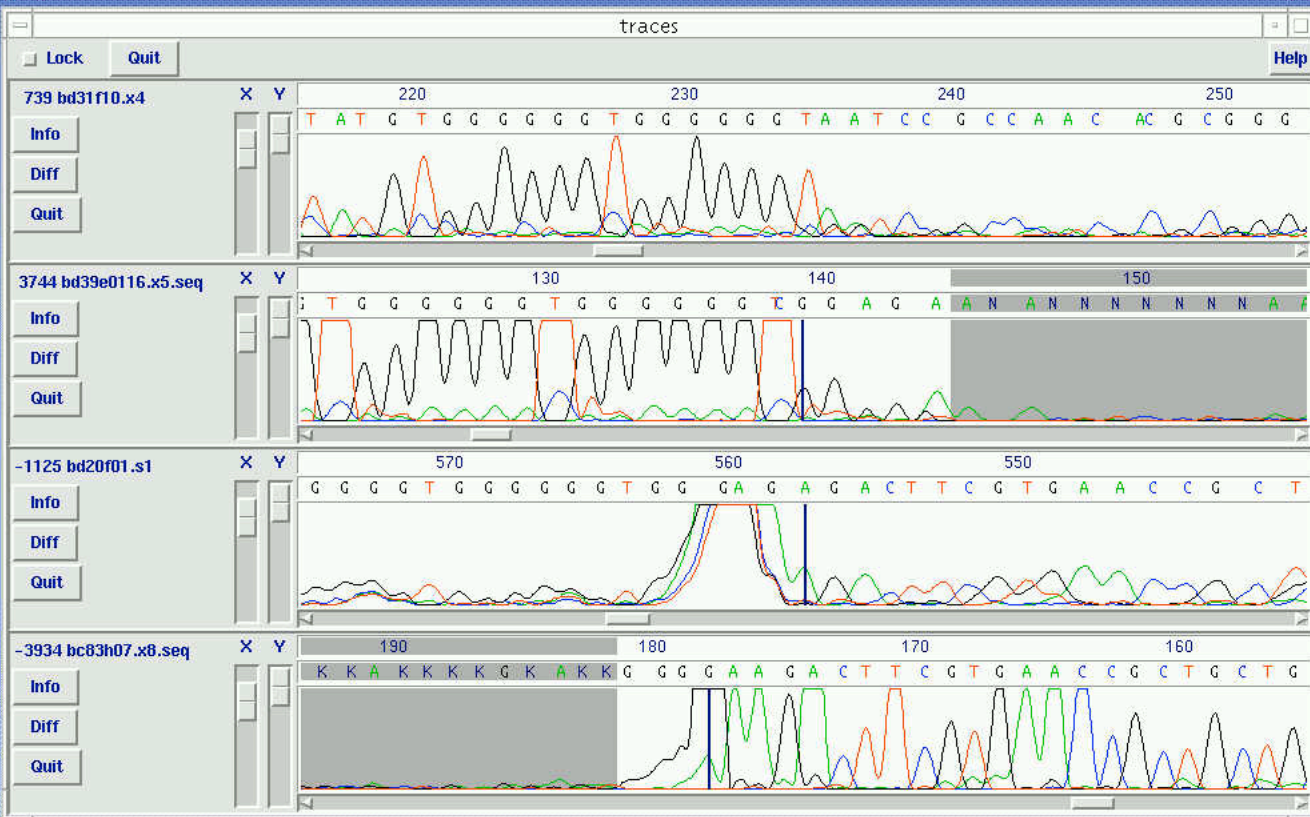 traces
Lock Quit Help
739 bd31f10.x4 X Y 220 230 240 250
T A T G T G G G G G G T G G G G G G T A A T C C G C C A A C A C G C G G G
Info
Diff
Quit
3744 bd39e0116.x5.seq X Y 130 140 150
G T G G G G G G T G G G G G G T C G G A G A A N A N N N N N N N A A
Info
Diff
Quit
-1125 bd20f01.s1 X Y 570 560 550
G G G G T G G G G G G T G G G A G A G A C T T C G T G A A C C G C T
Info
Diff
Quit
-3934 bc83h07.x8.seq X Y 190 180 170 160
K K A K K K K G K A K K G G G G A A G A C T T C G T G A A C C G C T G C T G
Info
Diff
Quit